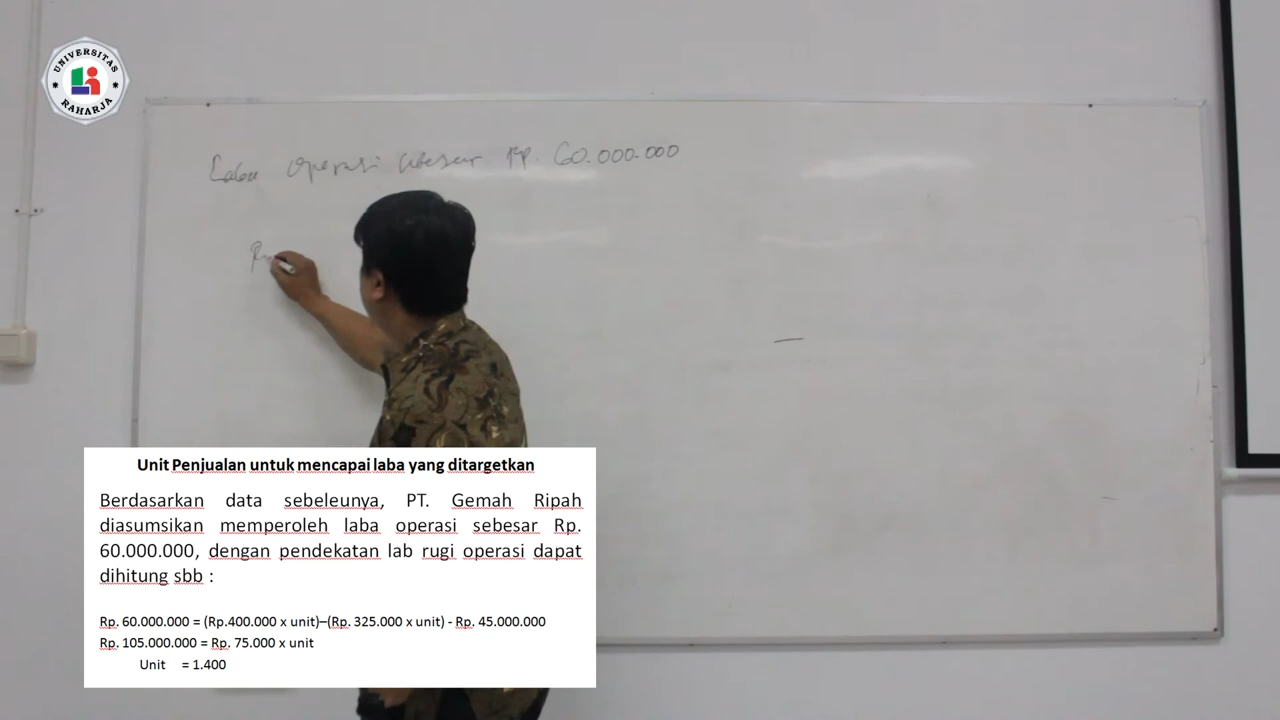 UNIVERSITAS
RAHARJA
Laba Operasi sebesar Rp. 60.000.000
Rp
Unit Penjualan untuk mencapai laba yang ditargetkan
Berdasarkan data sebeleunya, PT. Gemah Ripah
diasumsikan memperoleh laba operasi sebesar Rp.
60.000.000, dengan pendekatan lab rugi operasi dapat
dihitung sbb :
Rp. 60.000.000 = (Rp.400.000 x unit)–(Rp. 325.000 x unit) - Rp. 45.000.000
Rp. 105.000.000 = Rp. 75.000 x unit
Unit = 1.400